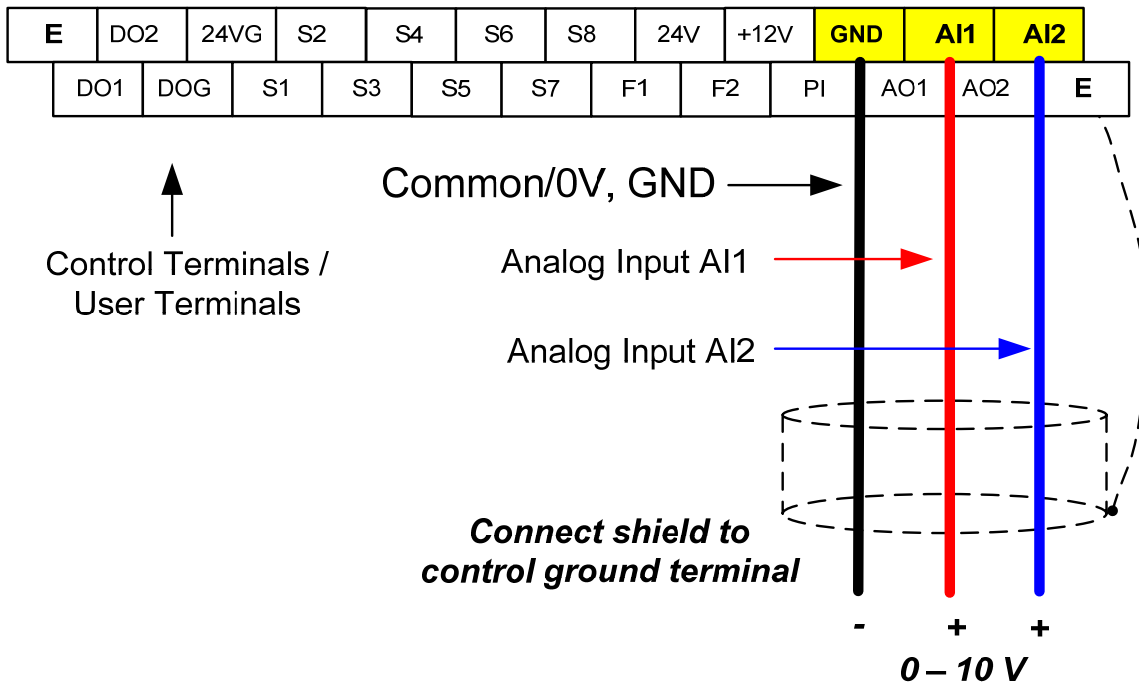 E DO2 24VG S2 S4 S6 S8 24V +12V GND AI1 AI2
DO1 DOG S1 S3 S5 S7 F1 F2 PI AO1 AO2 E
Common/0V, GND
Control Terminals /
User Terminals
Analog Input AI1
Analog Input AI2
Connect shield to
control ground terminal
- + +
0 – 10 V